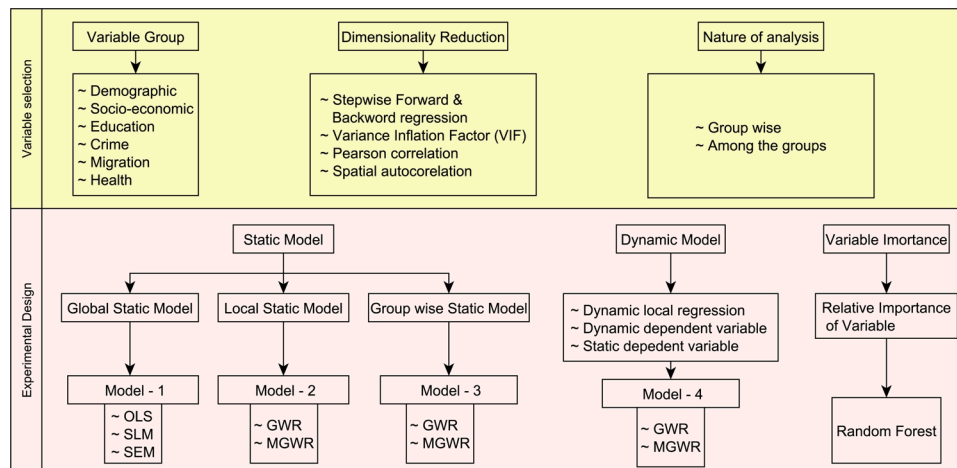 Variable selection
Variable Group
~ Demographic
~ Socio-economic
~ Education
~ Crime
~ Migration
~ Health
Dimensionality Reduction
~ Stepwise Forward &
Backword regression
~ Variance Inflation Factor (VIF)
~ Pearson correlation
~ Spatial autocorelation
Nature of analysis
~ Group wise
~ Among the groups
Experimental Design
Static Model
Global Static Model
Local Static Model
Group wise Static Model
Model - 1
~ OLS
~ SLM
~ SEM
Model - 2
~ GWR
~ MGWR
Model - 3
~ GWR
~ MGWR
Dynamic Model
~ Dynamic local regression
~ Dynamic dependent variable
~ Static depedent variable
Model - 4
~ GWR
~ MGWR
Variable Imortance
Relative Importance
of Variable
Random Forest